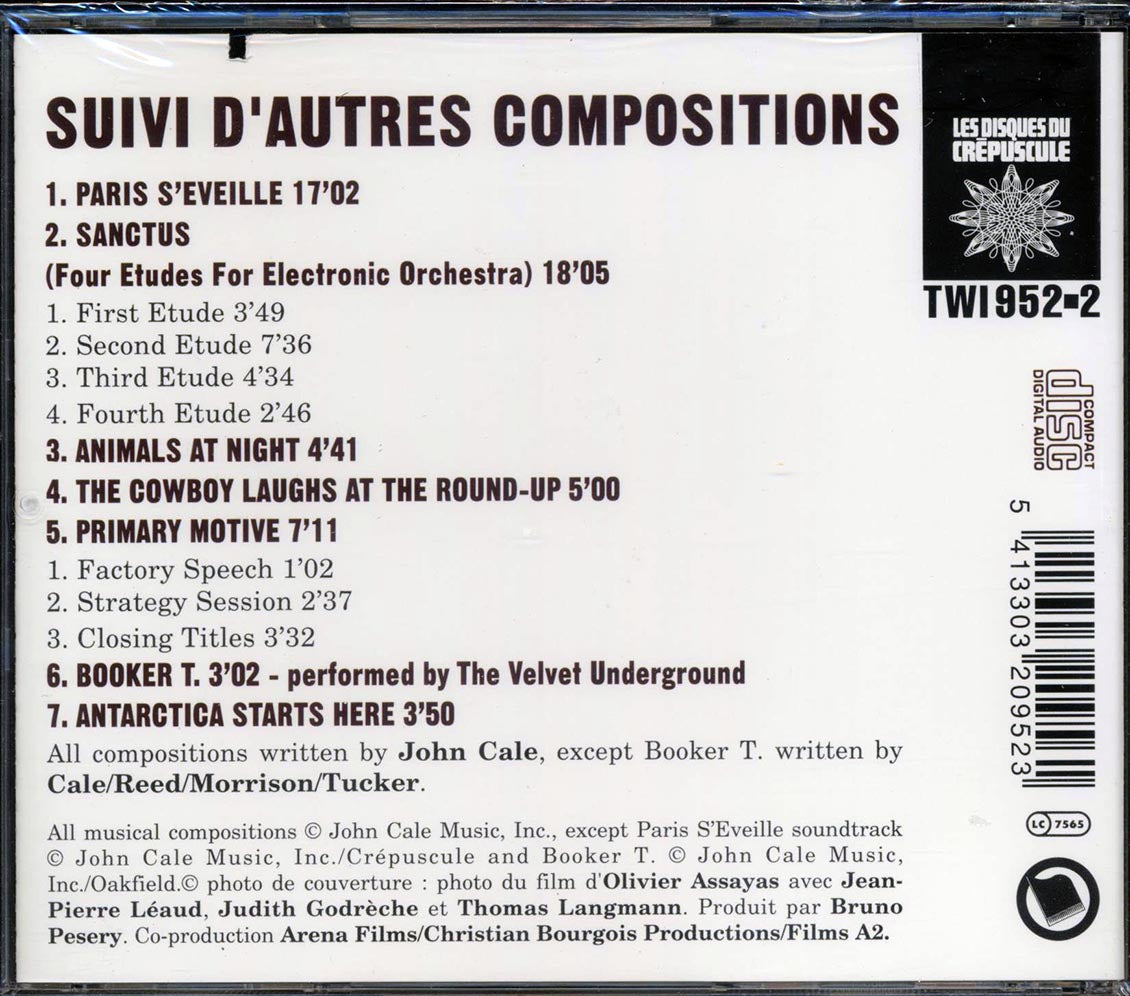 SUIVI D'AUTRES COMPOSITIONS
1. PARIS S'EVEILLE 17'02
2. SANCTUS
(Four Etudes For Electronic Orchestra) 18'05
1. First Etude 3'49
2. Second Etude 7'36
3. Third Etude 4'34
4. Fourth Etude 2'46
3. ANIMALS AT NIGHT 4'41
4. THE COWBOY LAUGHS AT THE ROUND-UP 5'00
5. PRIMARY MOTIVE 7'11
1. Factory Speech 1'02
2. Strategy Session 2'37
3. Closing Titles 3'32
6. BOOKER T. 3'02 - performed by The Velvet Underground
7. ANTARCTICA STARTS HERE 3'50
All compositions written by John Cale, except Booker T. written by
Cale/Reed/Morrison/Tucker.
All musical compositions © John Cale Music, Inc., except Paris S'Eveille soundtrack
© John Cale Music, Inc./Crépuscule and Booker T. © John Cale Music,
Inc./Oakfield.© photo de couverture : photo du film d'Olivier Assayas avec Jean-
Pierre Léaud, Judith Godrèche et Thomas Langmann. Produit par Bruno
Pesery. Co-production Arena Films/Christian Bourgois Productions/Films A2.
LES DISQUES DU
CRÉPUSCULE
TWI 952-2
COMPACT
disc
DIGITAL AUDIO
5 413303 209523
LC 7565